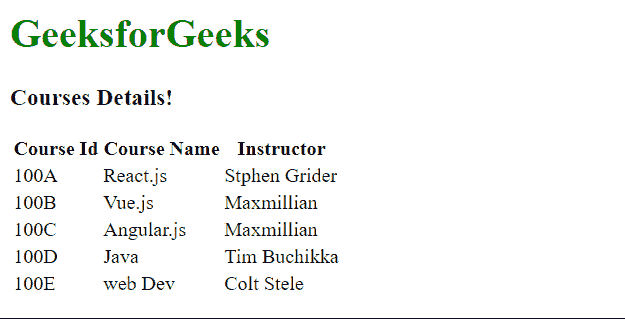 GeeksforGeeks
Courses Details!
Course Id Course Name Instructor
100A React.js Stphen Grider
100B Vue.js Maxmillian
100C Angular.js Maxmillian
100D Java Tim Buchikka
100E web Dev Colt Stele